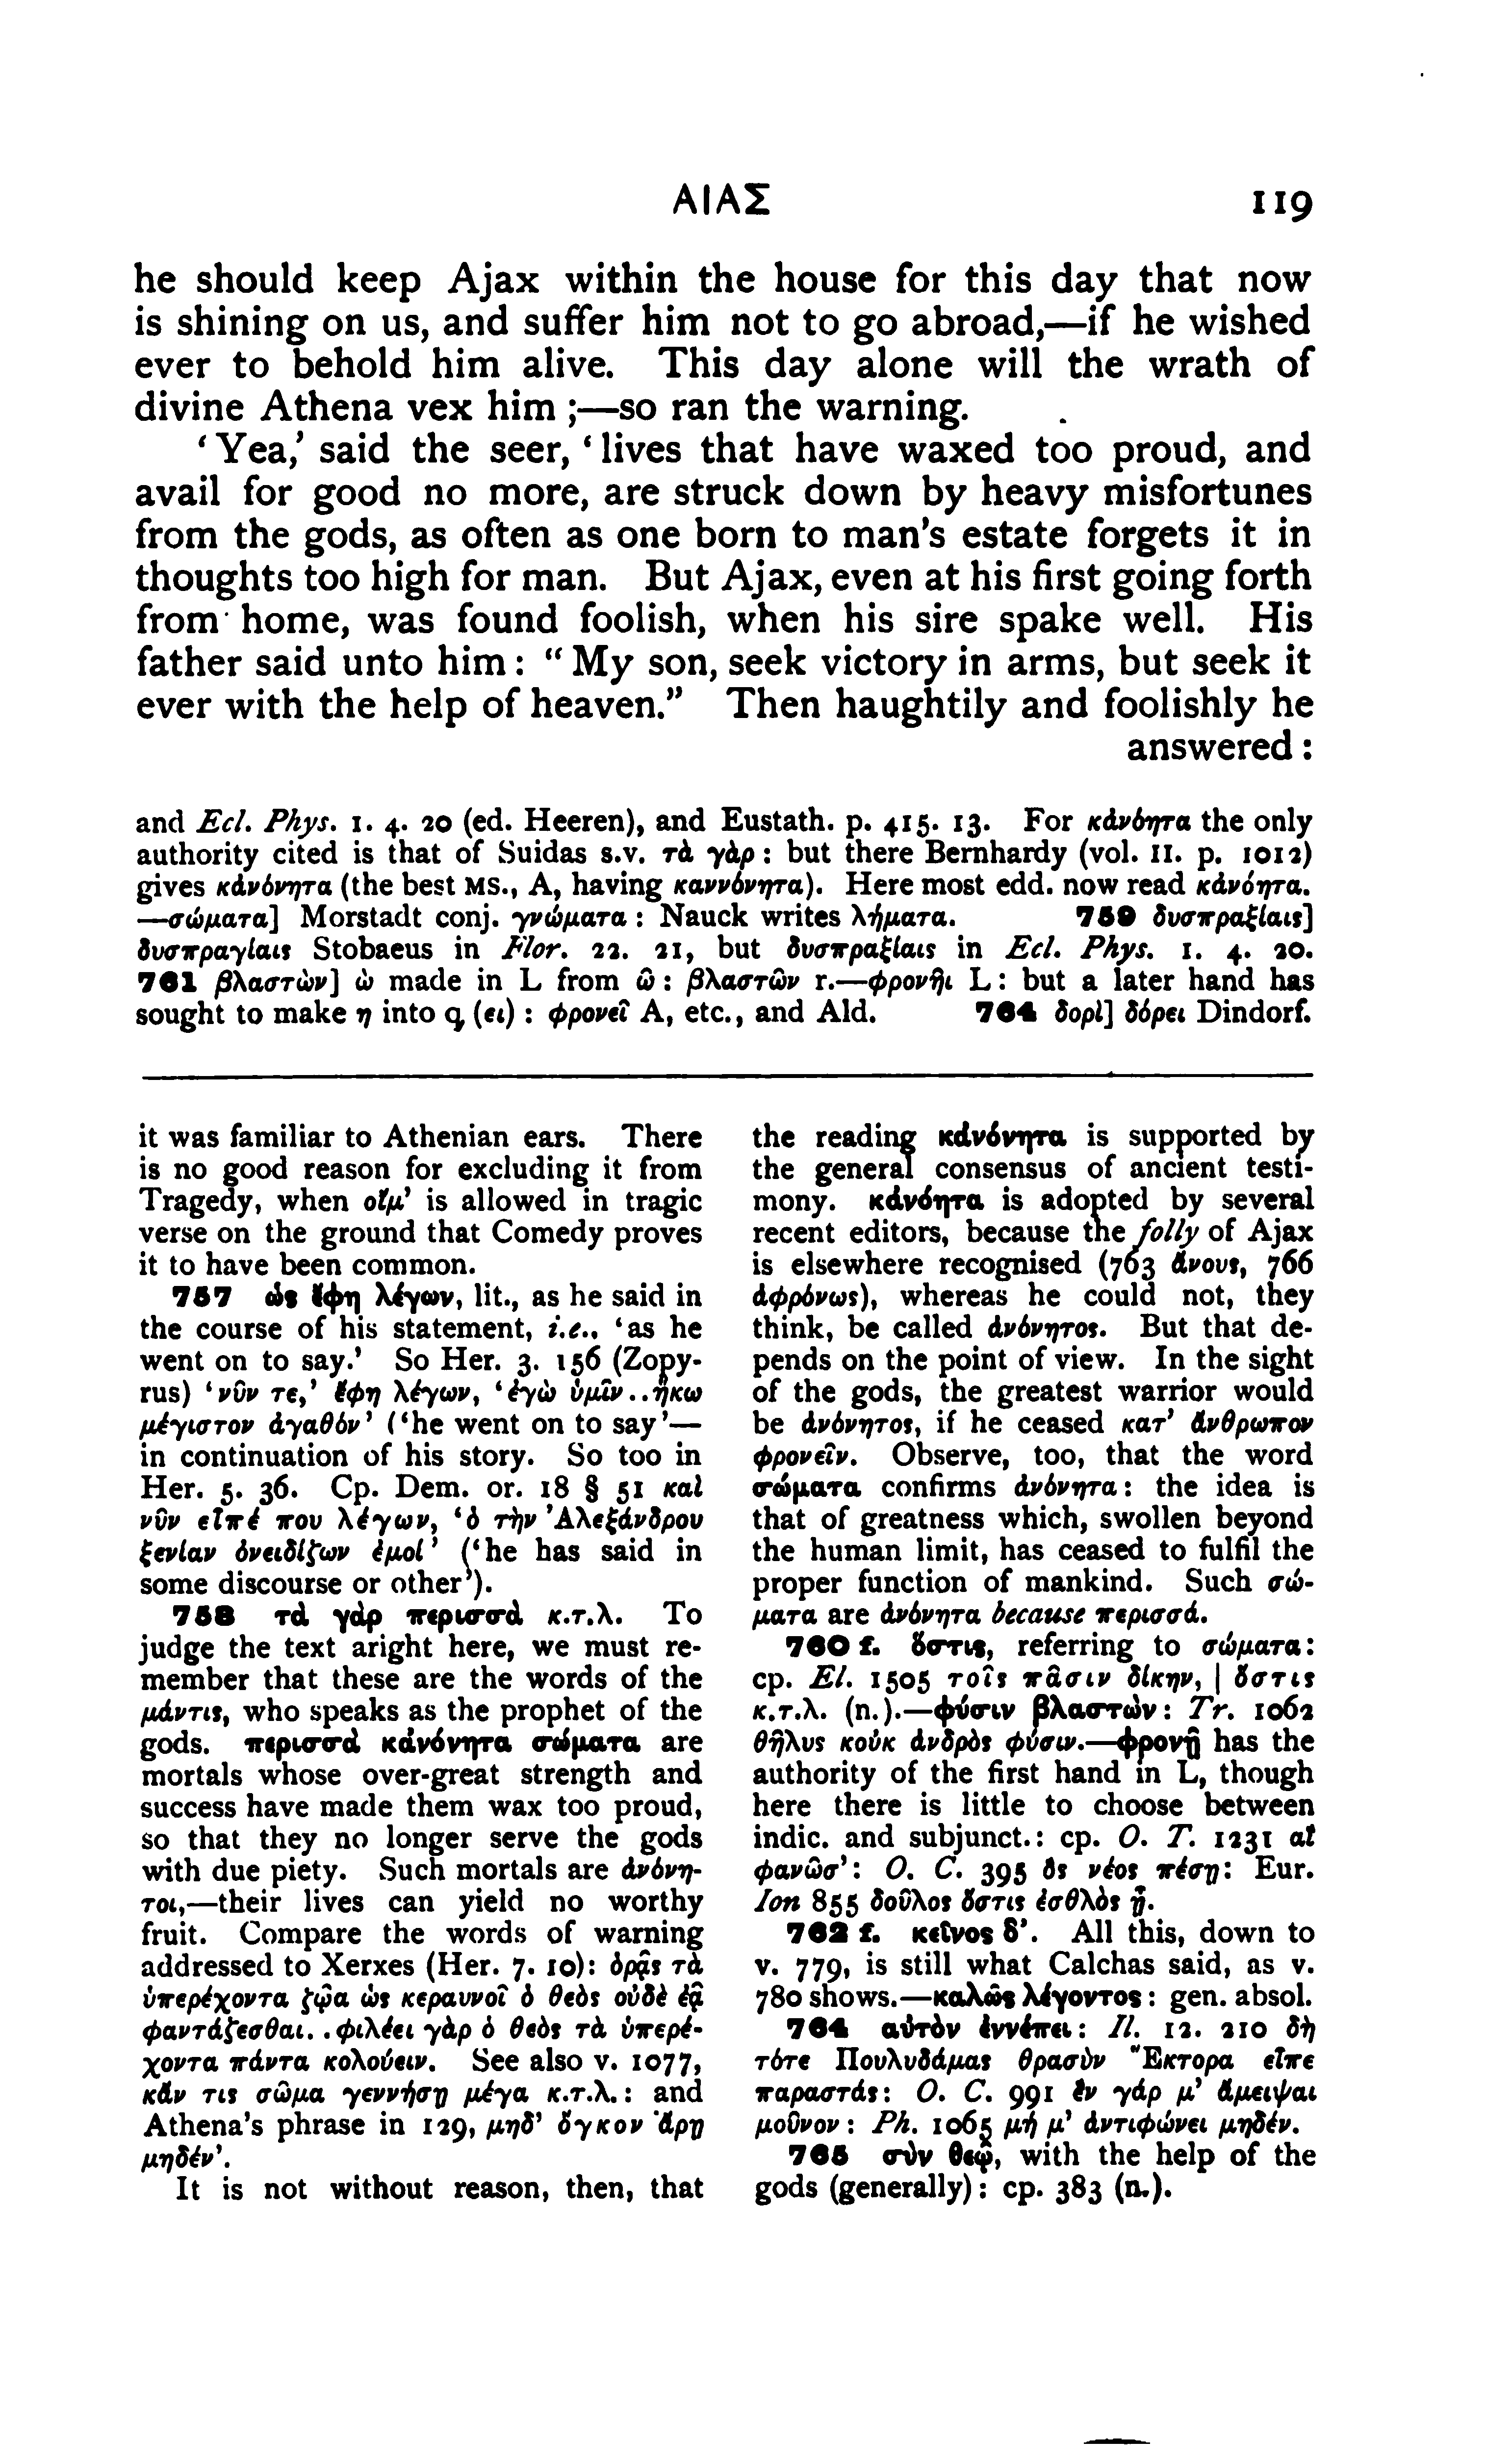 ΑΙΑΣ 119
he should keep Ajax within the house for this day that now
is shining on us, and suffer him not to go abroad,—if he wished
ever to behold him alive. This day alone will the wrath of
divine Athena vex him ;—so ran the warning.
‘Yea,’ said the seer, ‘lives that have waxed too proud, and
avail for good no more, are struck down by heavy misfortunes
from the gods, as often as one born to man's estate forgets it in
thoughts too high for man. But Ajax, even at his first going forth
from home, was found foolish, when his sire spake well. His
father said unto him: “My son, seek victory in arms, but seek it
ever with the help of heaven.” Then haughtily and foolishly he
answered:
and Ecl. Phys. 1. 4. 20 (ed. Heeren), and Eustath. p. 415. 13. For κἀνόητα the only
authority cited is that of Suidas s.v. τὰ γὰρ: but there Bernhardy (vol. II. p. 1012)
gives κἀνόνητα (the best MS., A, having καννόνητα). Here most edd. now read κἀνόητα.
—σώματα] Morstadt conj. γνώματα: Nauck writes λήματα. 759 δυσπραξίαις]
δυσπραγίαις Stobaeus in Flor. 22. 21, but δυσπραξίαις in Ecl. Phys. 1. 4. 20.
761 βλαστὼν] ὼ made in L from ῶ: βλαστῶν r.—φρονῆι L: but a later hand has
sought to make η into ϥ (ει): φρονεῖ A, etc., and Ald. 764 δορὶ] δόρει Dindorf.
it was familiar to Athenian ears. There
is no good reason for excluding it from
Tragedy, when οἶμ’ is allowed in tragic
verse on the ground that Comedy proves
it to have been common.
757 ὡς ἔφη λέγων, lit., as he said in
the course of his statement, i.e., ‘as he
went on to say.’ So Her. 3. 156 (Zopy-
rus) ‘νῦν τε,’ ἔφη λέγων, ‘ἐγὼ ὑμῖν..ἥκω
μέγιστον ἀγαθόν’ (‘he went on to say’—
in continuation of his story. So too in
Her. 5. 36. Cp. Dem. or. 18 § 51 καὶ
νῦν εἶπέ που λέγων, ‘ὁ τὴν Ἀλεξάνδρου
ξενίαν ὀνειδίζων ἐμοί’ (‘he has said in
some discourse or other’).
758 τὰ γὰρ περισσὰ κ.τ.λ. To
judge the text aright here, we must re-
member that these are the words of the
μάντις, who speaks as the prophet of the
gods. περισσὰ κἀνόνητα σώματα are
mortals whose over-great strength and
success have made them wax too proud,
so that they no longer serve the gods
with due piety. Such mortals are ἀνόνη-
τοι,—their lives can yield no worthy
fruit. Compare the words of warning
addressed to Xerxes (Her. 7. 10): ὁρᾷς τὰ
ὑπερέχοντα ζῷα ὡς κεραυνοῖ ὁ θεὸς οὐδὲ ἐᾷ
φαντάζεσθαι..φιλέει γὰρ ὁ θεὸς τὰ ὑπερέ-
χοντα πάντα κολούειν. See also v. 1077,
κἄν τις σῶμα γεννήσῃ μέγα κ.τ.λ.: and
Athena's phrase in 129, μηδ’ ὄγκον ἄρῃ
μηδέν’.
It is not without reason, then, that
the reading κἀνόνητα is supported by
the general consensus of ancient testi-
mony. κἀνόητα is adopted by several
recent editors, because the folly of Ajax
is elsewhere recognised (763 ἄνους, 766
ἀφρόνως), whereas he could not, they
think, be called ἀνόνητος. But that de-
pends on the point of view. In the sight
of the gods, the greatest warrior would
be ἀνόνητος, if he ceased κατ’ ἄνθρωπον
φρονεῖν. Observe, too, that the word
σώματα confirms ἀνόνητα: the idea is
that of greatness which, swollen beyond
the human limit, has ceased to fulfil the
proper function of mankind. Such σώ-
ματα are ἀνόνητα because περισσά.
760 f. ὅστις, referring to σώματα:
cp. El. 1505 τοῖς πᾶσιν δίκην, | ὅστις
κ.τ.λ. (n.).—φύσιν βλαστὼν: Tr. 1062
θῆλυς κοὐκ ἀνδρὸς φύσιν.—φρονῇ has the
authority of the first hand in L, though
here there is little to choose between
indic. and subjunct.: cp. O. T. 1231 αἳ
φανῶσ’: O. C. 395 ὃς νέος πέσῃ: Eur.
Ion 855 δοῦλος ὅστις ἐσθλὸς ᾖ.
762 f. κεῖνος δ’. All this, down to
v. 779, is still what Calchas said, as v.
780 shows.—καλῶς λέγοντος: gen. absol.
764 αὐτὸν ἐννέπει: Il. 12. 210 δὴ
τότε Πουλυδάμας θρασὺν Ἕκτορα εἶπε
παραστάς: O. C. 991 ἓν γάρ μ’ ἄμειψαι
μοῦνον: Ph. 1065 μή μ’ ἀντιφώνει μηδέν.
765 σὺν θεῷ, with the help of the
gods (generally): cp. 383 (n.).